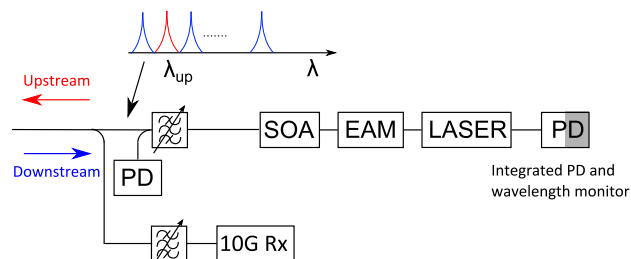 λup
λ
Upstream
SOA
EAM
LASER
PD
Downstream
PD
Integrated PD and
wavelength monitor
10G Rx